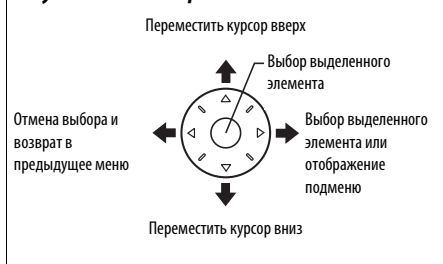 Переместить курсор вверх
Выбор выделенного
элемента
Отмена выбора и
возврат в
предыдущее меню
Выбор выделенного
элемента или
отображение
подменю
Переместить курсор вниз